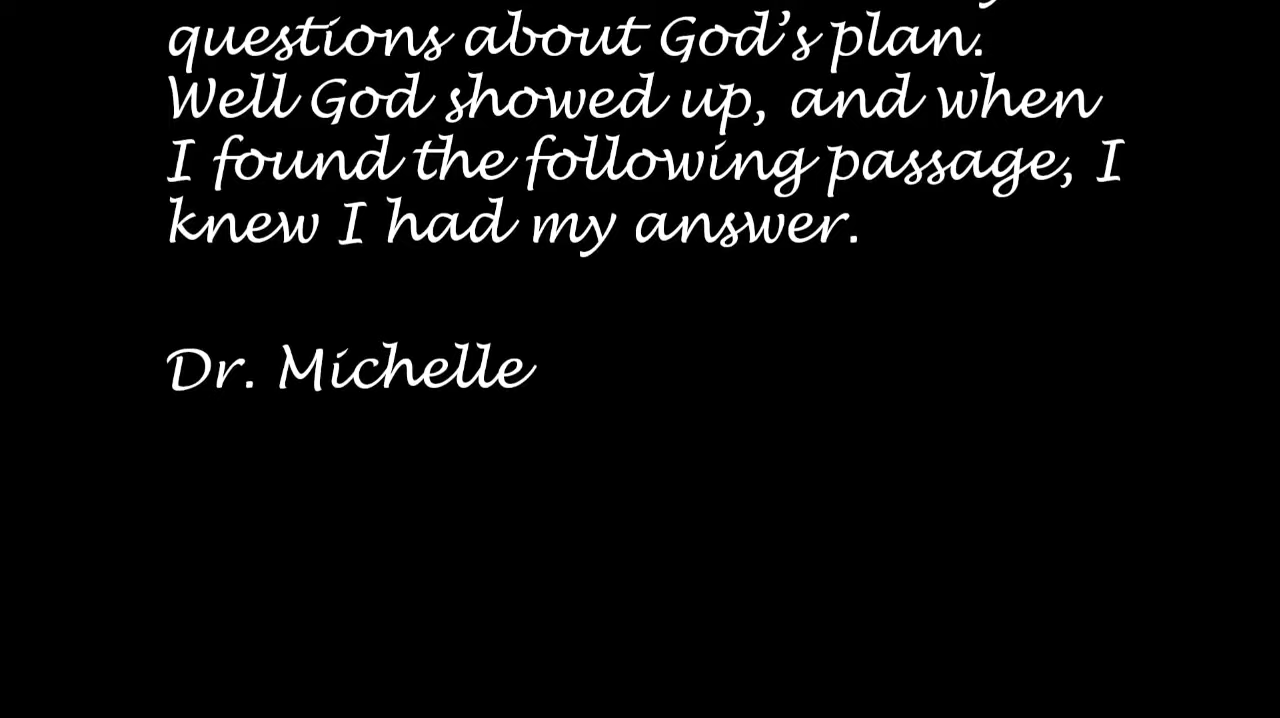 questions about God's plan.
Well God showed up, and when
I found the following passage, I
knew I had my answer.
Dr. Michelle